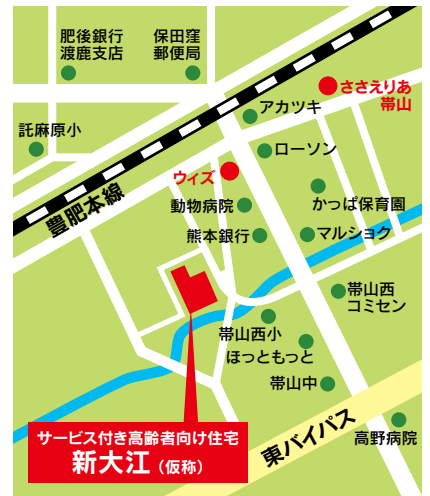 肥後銀行
渡鹿支店
保田窪
郵便局
ささえりあ
帯山
アカツキ
託麻原小
ローソン
ウィズ
かっぱ保育園
動物病院
豊肥本線
熊本銀行
マルショク
帯山西
コミセン
帯山西小
ほっともっと
帯山中
サービス付き高齢者向け住宅
新大江（仮称）
東バイパス
高野病院